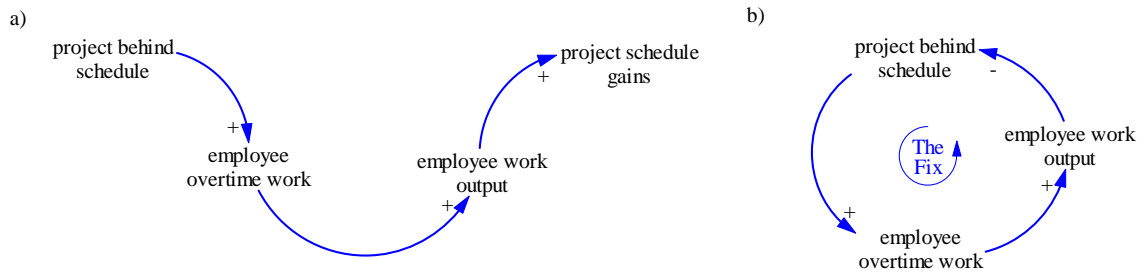 a)
project behind
schedule
+
employee
overtime work
+
employee work
output
+
project schedule
gains
b)
project behind
schedule
-
The
Fix
employee work
output
+
+
employee
overtime work